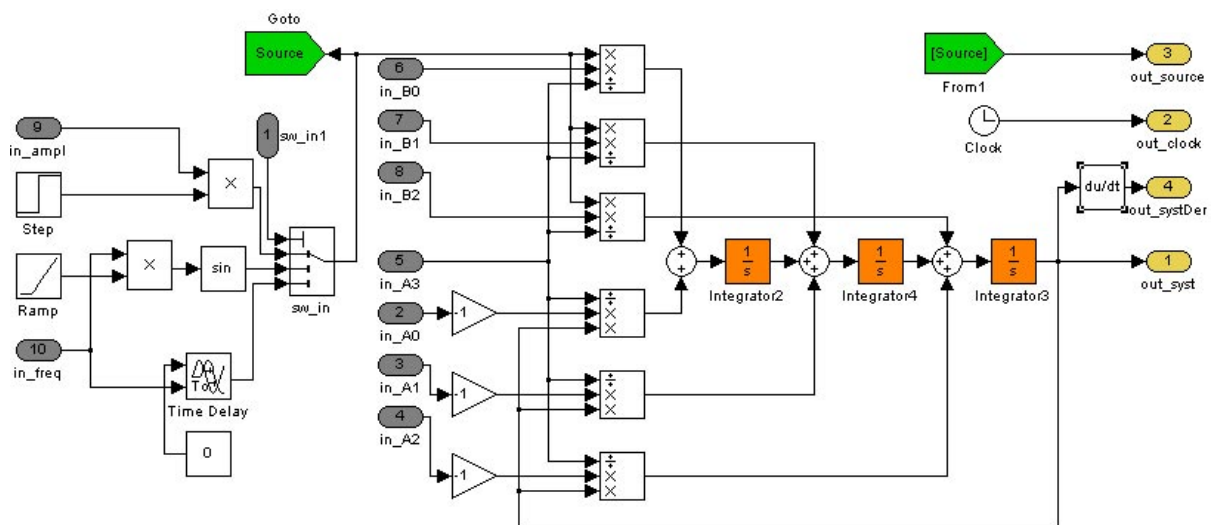 Goto
Source
[Source]
3
out_source
6
in_B0
From1
×
×
÷
9
in_ampl
1
sw_in1
7
in_B1
Clock
2
out_clock
×
×
÷
Step
×
8
in_B2
×
×
÷
du/dt
4
out_systDer
Ramp
×
sin
sw_in
5
in_A3
+
+
1
s
Integrator2
+
+
+
1
s
Integrator4
+
+
+
1
s
Integrator3
1
out_syst
2
in_A0
-1
÷
×
×
10
in_freq
Time Delay
3
in_A1
-1
÷
×
×
0
4
in_A2
-1
÷
×
×